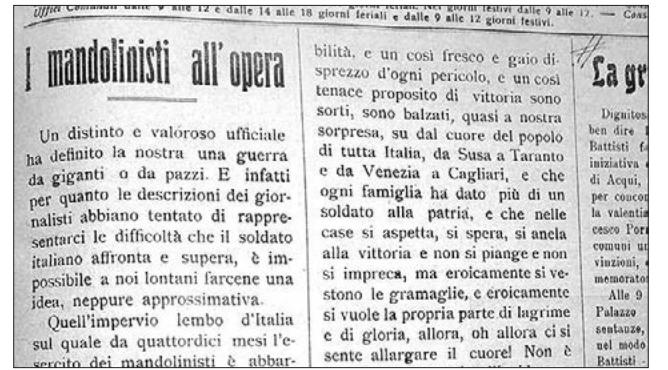 Uffici Comunali dalle 9 alle 12 e dalle 14 alle 18 giorni feriali e dalle 9 alle 12 giorni festivi.
giorni festivi dalle 9 alle 12. — Cons
I mandolinisti all'opera
Un distinto e valoroso ufficiale
ha definito la nostra una guerra
da giganti o da pazzi. E infatti
per quanto le descrizioni dei gior-
nalisti abbiano tentato di rappre-
sentarci le difficoltà che il soldato
italiano affronta e supera, è im-
possibile a noi lontani farcene una
idea, neppure approssimativa.
Quell'impervio lembo d'Italia
sul quale da quattordici mesi l'e-
sercito dei mandolinisti è abbar-
bilità, e un così fresco e gaio di-
sprezzo d'ogni pericolo, e un così
tenace proposito di vittoria sono
sorti, sono balzati, quasi a nostra
sorpresa, su dal cuore del popolo
di tutta Italia, da Susa a Taranto
e da Venezia a Cagliari, e che
ogni famiglia ha dato più di un
soldato alla patria, e che nelle
case si aspetta, si spera, si anela
alla vittoria e non si piange e non
si impreca, ma eroicamente si ve-
stono le gramaglie, e eroicamente
si vuole la propria parte di lagrime
e di gloria, allora, oh allora ci si
sente allargare il cuore! Non è
La gr
Dignitos
ben dire
Battisti f
iniziativa
di Acqui,
per concor
la valentia
cesco Por
comuni un
vinzioni,
memorato
Alle 9
Palazzo
sentanze,
nel modo
Battisti -